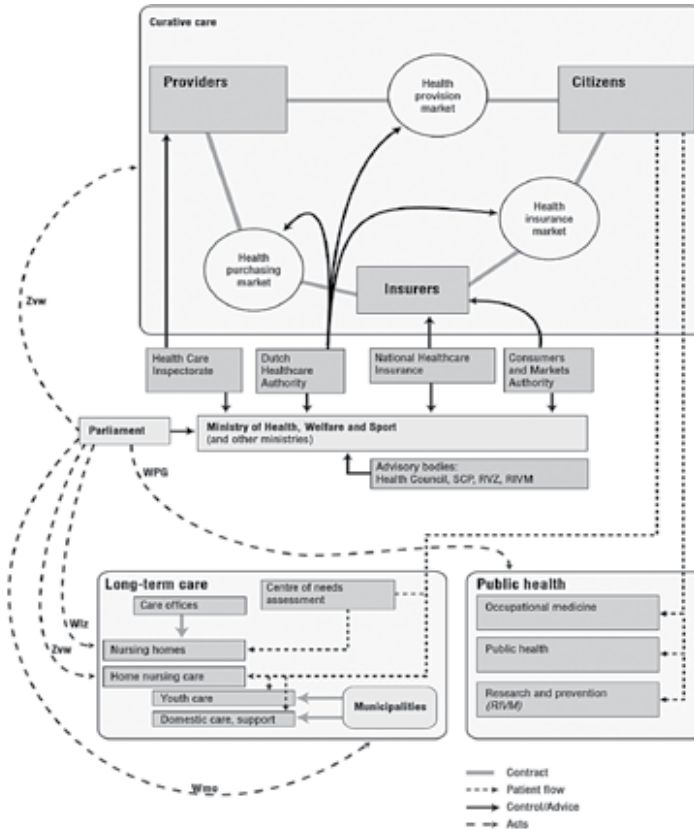 Curative care
Providers
Health
provision
market
Citizens
Health
insurance
market
Health
purchasing
market
Insurers
Zvw
Health Care
Inspectorate
Dutch
Healthcare
Authority
National Healthcare
Insurance
Consumers
and Markets
Authority
Parliament
Ministry of Health, Welfare and Sport
(and other ministries)
WPG
Advisory bodies:
Health Council, SCP, RVZ, RIVM
Long-term care
Care offices
Centre of needs
assessment
Wlz
Nursing homes
Zvw
Home nursing care
Youth care
Domestic care, support
Municipalities
Wmo
Public health
Occupational medicine
Public health
Research and prevention
(RIVM)
Contract
Patient flow
Control/Advice
Acts